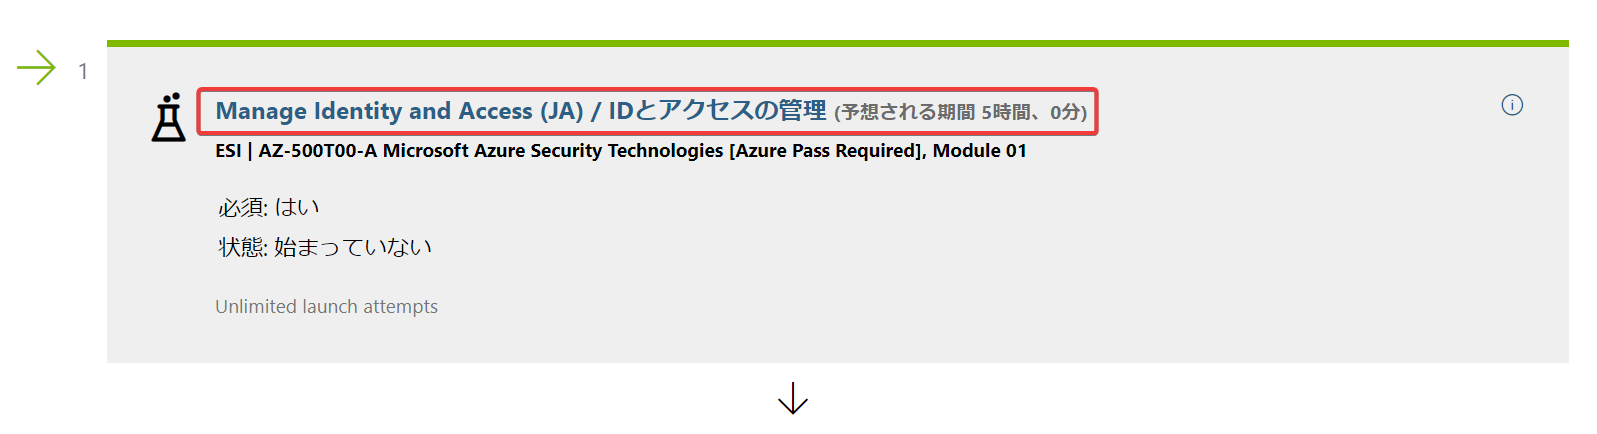 1
Manage Identity and Access (JA) / IDとアクセスの管理 (予想される期間 5時間、0分)
ESI | AZ-500T00-A Microsoft Azure Security Technologies [Azure Pass Required], Module 01
必須: はい
状態: 始まっていない
Unlimited launch attempts